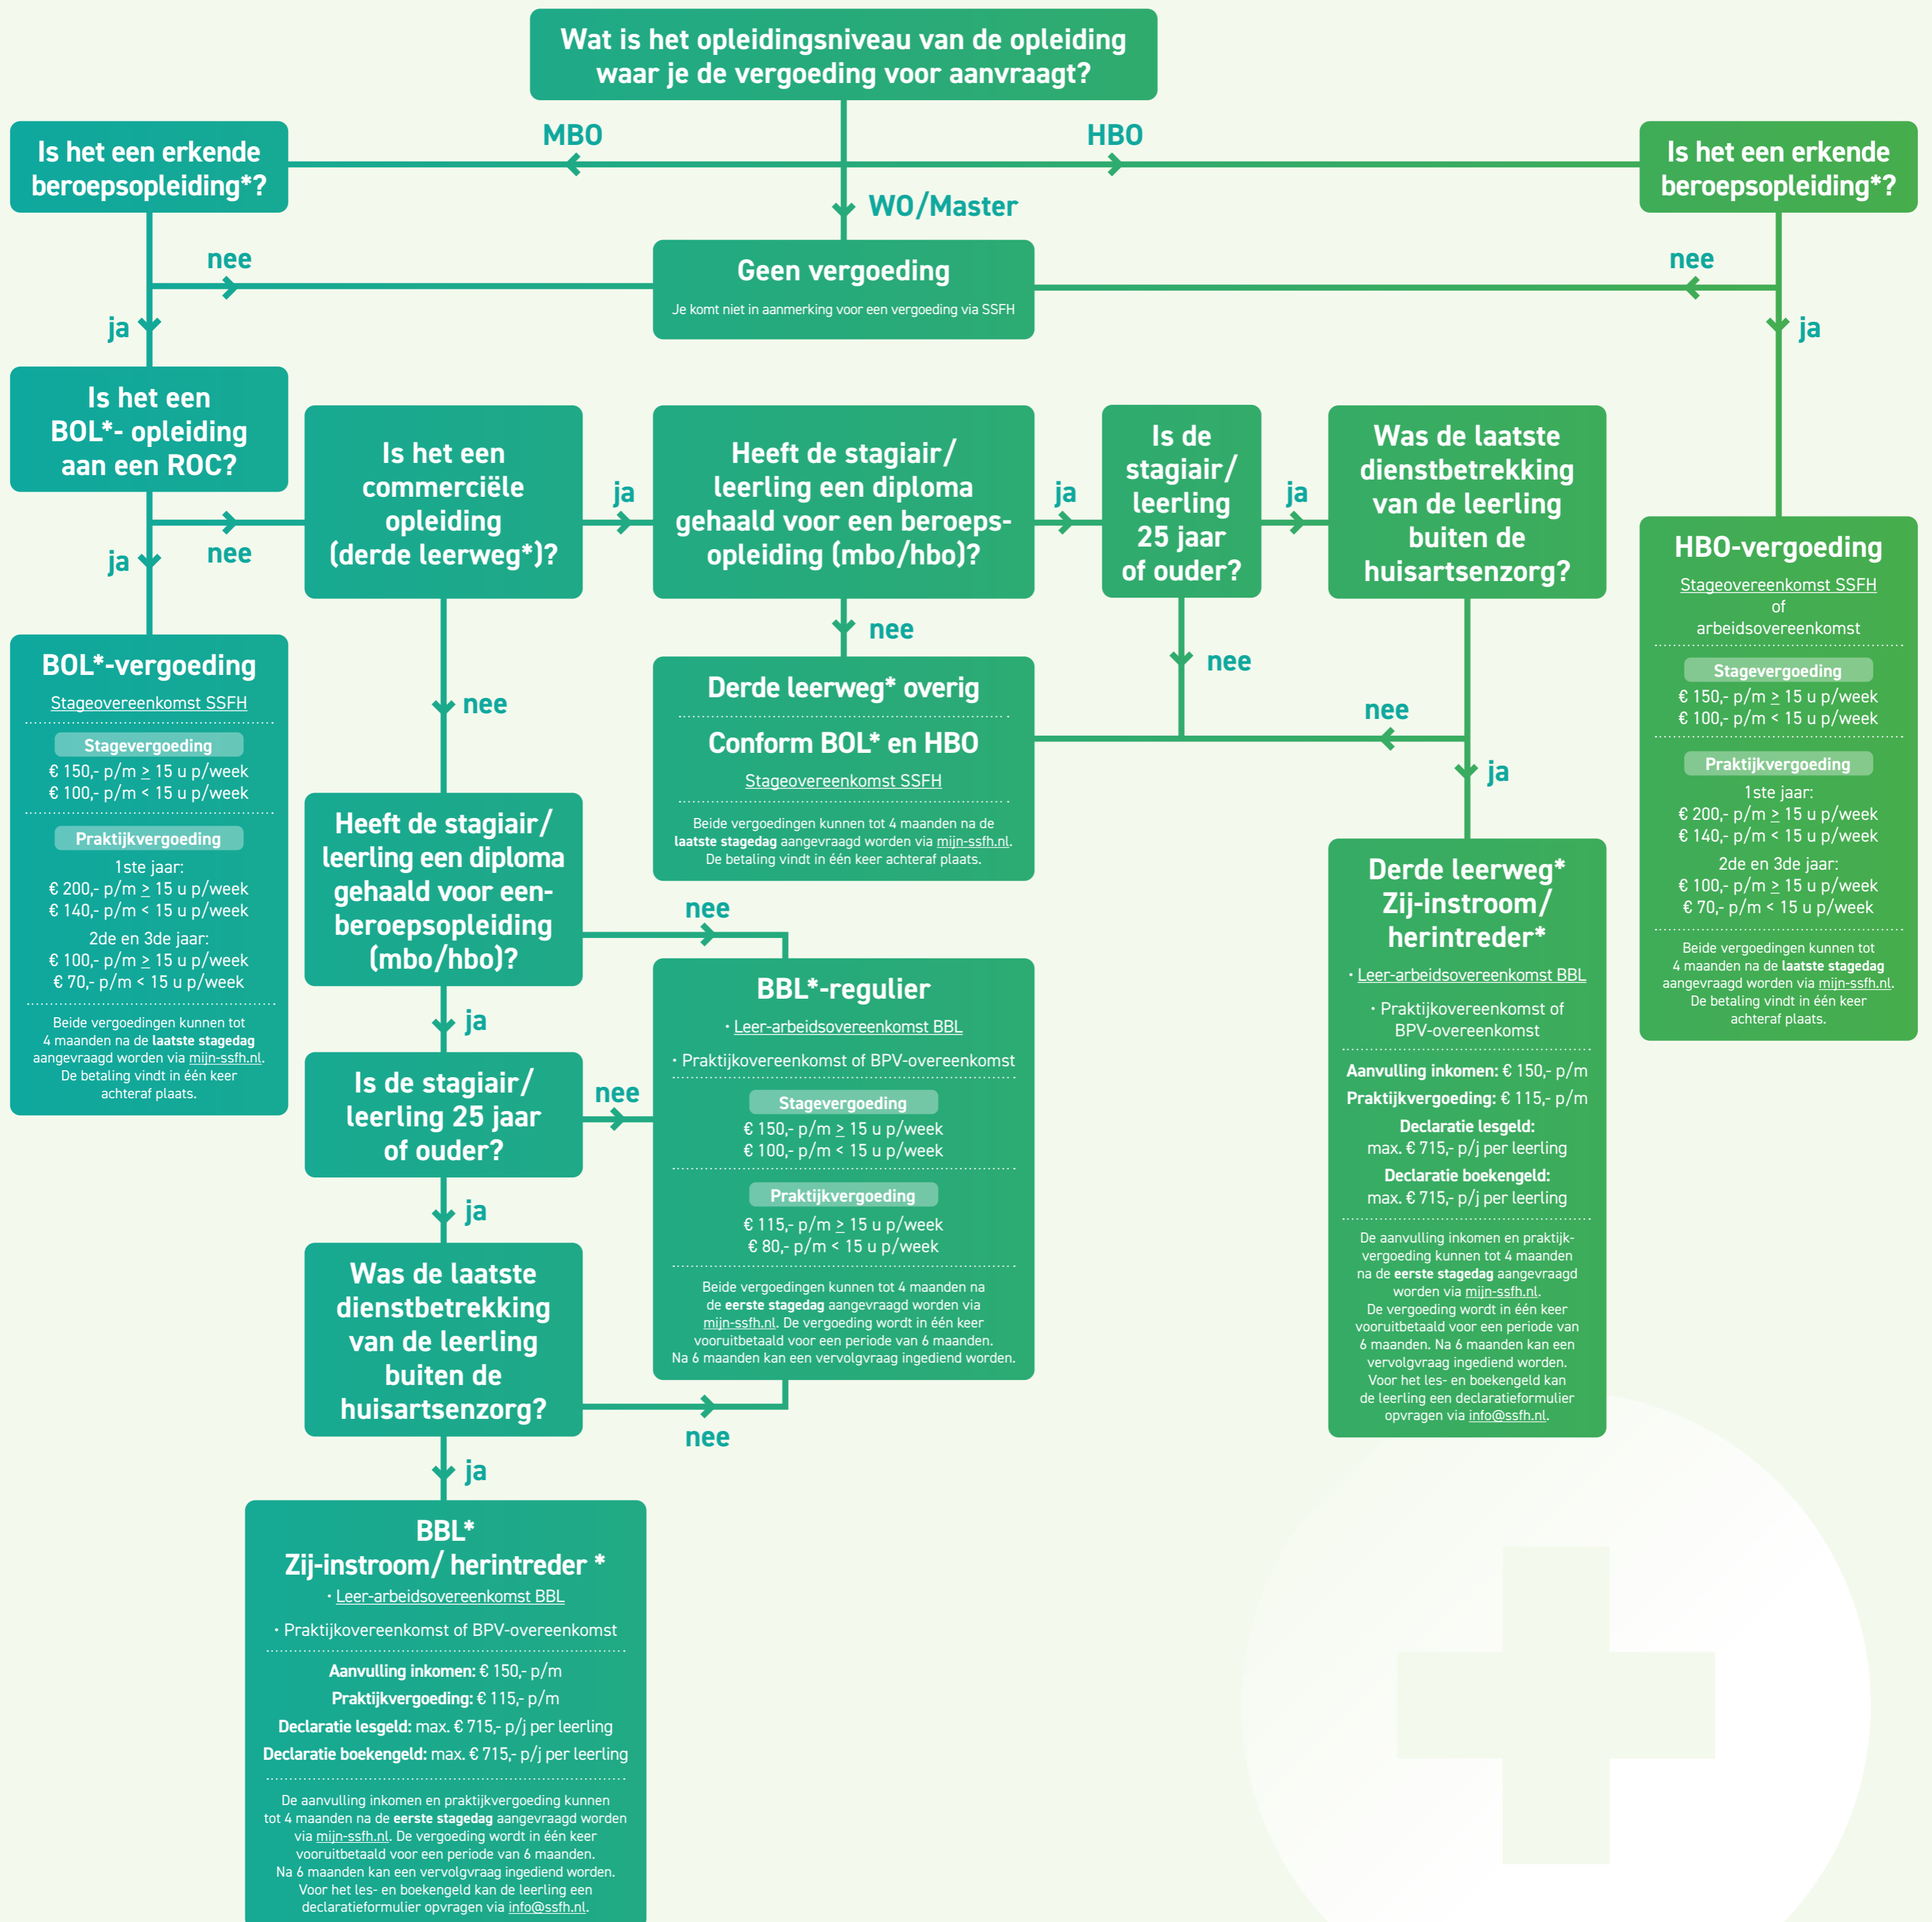 Wat is het opleidingsniveau van de opleiding
waar je de vergoeding voor aanvraagt?
MBO
HBO
WO/Master
Is het een erkende
beroepsopleiding*?
Is het een erkende
beroepsopleiding*?
nee
Geen vergoeding
Je komt niet in aanmerking voor een vergoeding via SSFH
nee
ja
ja
Is het een
BOL*- opleiding
aan een ROC?
nee
ja
Is het een
commerciële
opleiding
(derde leerweg*)?
ja
Heeft de stagiair/
leerling een diploma
gehaald voor een beroeps-
opleiding (mbo/hbo)?
ja
Is de
stagiair/
leerling
25 jaar
of ouder?
ja
Was de laatste
dienstbetrekking
van de leerling
buiten de
huisartsenzorg?
HBO-vergoeding
Stageovereenkomst SSFH
of
arbeidsovereenkomst
Stagevergoeding
€ 150,- p/m ≥ 15 u p/week
€ 100,- p/m < 15 u p/week
Praktijkvergoeding
1ste jaar:
€ 200,- p/m ≥ 15 u p/week
€ 140,- p/m < 15 u p/week
2de en 3de jaar:
€ 100,- p/m ≥ 15 u p/week
€ 70,- p/m < 15 u p/week
Beide vergoedingen kunnen tot
4 maanden na de laatste stagedag
aangevraagd worden via mijn-ssfh.nl.
De betaling vindt in één keer
achteraf plaats.
BOL*-vergoeding
Stageovereenkomst SSFH
Stagevergoeding
€ 150,- p/m ≥ 15 u p/week
€ 100,- p/m < 15 u p/week
Praktijkvergoeding
1ste jaar:
€ 200,- p/m ≥ 15 u p/week
€ 140,- p/m < 15 u p/week
2de en 3de jaar:
€ 100,- p/m ≥ 15 u p/week
€ 70,- p/m < 15 u p/week
Beide vergoedingen kunnen tot
4 maanden na de laatste stagedag
aangevraagd worden via mijn-ssfh.nl.
De betaling vindt in één keer
achteraf plaats.
nee
nee
nee
nee
ja
Derde leerweg* overig
Conform BOL* en HBO
Stageovereenkomst SSFH
Beide vergoedingen kunnen tot 4 maanden na de
laatste stagedag aangevraagd worden via mijn-ssfh.nl.
De betaling vindt in één keer achteraf plaats.
Derde leerweg*
Zij-instroom/
herintreder*
· Leer-arbeidsovereenkomst BBL
· Praktijkovereenkomst of
BPV-overeenkomst
Aanvulling inkomen: € 150,- p/m
Praktijkvergoeding: € 115,- p/m
Declaratie lesgeld:
max. € 715,- p/j per leerling
Declaratie boekengeld:
max. € 715,- p/j per leerling
De aanvulling inkomen en praktijk-
vergoeding kunnen tot 4 maanden
na de eerste stagedag aangevraagd
worden via mijn-ssfh.nl.
De vergoeding wordt in één keer
vooruitbetaald voor een periode van
6 maanden. Na 6 maanden kan een
vervolgvraag ingediend worden.
Voor het les- en boekengeld kan
de leerling een declaratieformulier
opvragen via info@ssfh.nl.
Heeft de stagiair/
leerling een diploma
gehaald voor een-
beroepsopleiding
(mbo/hbo)?
nee
ja
BBL*-regulier
· Leer-arbeidsovereenkomst BBL
· Praktijkovereenkomst of BPV-overeenkomst
Stagevergoeding
€ 150,- p/m ≥ 15 u p/week
€ 100,- p/m < 15 u p/week
Praktijkvergoeding
€ 115,- p/m ≥ 15 u p/week
€ 80,- p/m < 15 u p/week
Beide vergoedingen kunnen tot 4 maanden na
de eerste stagedag aangevraagd worden via
mijn-ssfh.nl. De vergoeding wordt in één keer
vooruitbetaald voor een periode van 6 maanden.
Na 6 maanden kan een vervolgvraag ingediend worden.
Is de stagiair/
leerling 25 jaar
of ouder?
nee
ja
Was de laatste
dienstbetrekking
van de leerling
buiten de
huisartsenzorg?
nee
ja
BBL*
Zij-instroom/ herintreder *
· Leer-arbeidsovereenkomst BBL
· Praktijkovereenkomst of BPV-overeenkomst
Aanvulling inkomen: € 150,- p/m
Praktijkvergoeding: € 115,- p/m
Declaratie lesgeld: max. € 715,- p/j per leerling
Declaratie boekengeld: max. € 715,- p/j per leerling
De aanvulling inkomen en praktijkvergoeding kunnen
tot 4 maanden na de eerste stagedag aangevraagd worden
via mijn-ssfh.nl. De vergoeding wordt in één keer
vooruitbetaald voor een periode van 6 maanden.
Na 6 maanden kan een vervolgvraag ingediend worden.
Voor het les- en boekengeld kan de leerling een
declaratieformulier opvragen via info@ssfh.nl.